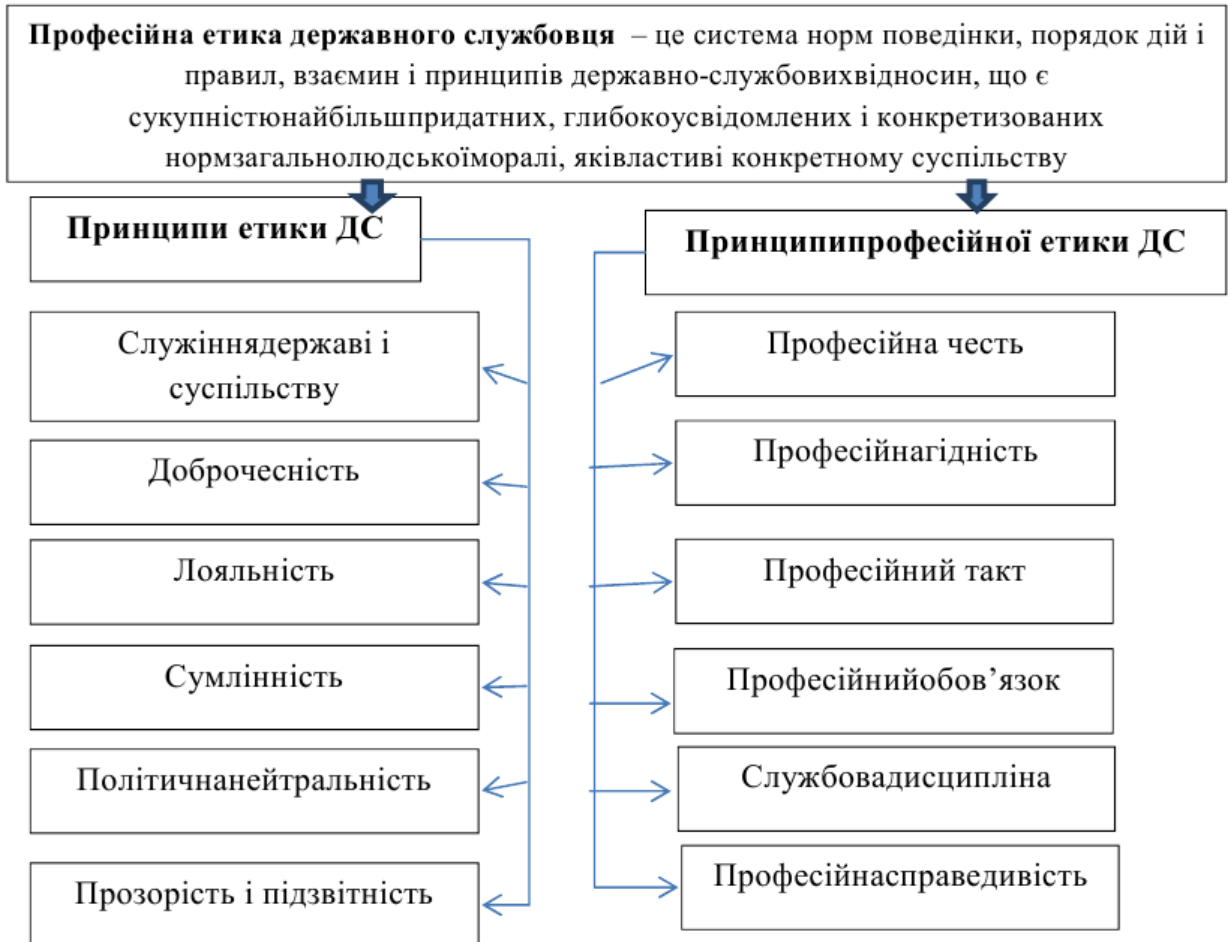 Професійна етика державного службовця – це система норм поведінки, порядок дій і
правил, взаємин і принципів державно-службовихвідносин, що є
сукупністюнайбільшпридатних, глибокоусвідомлених і конкретизованих
нормзагальнолюдськоїморалі, яківластиві конкретному суспільству
Принципи етики ДС
Служіннядержаві і
суспільству
Доброчесність
Лояльність
Сумлінність
Політичнанейтральність
Прозорість і підзвітність
Принципипрофесійної етики ДС
Професійна честь
Професійнагідність
Професійний такт
Професійнийобов’язок
Службовадисципліна
Професійнасправедивість